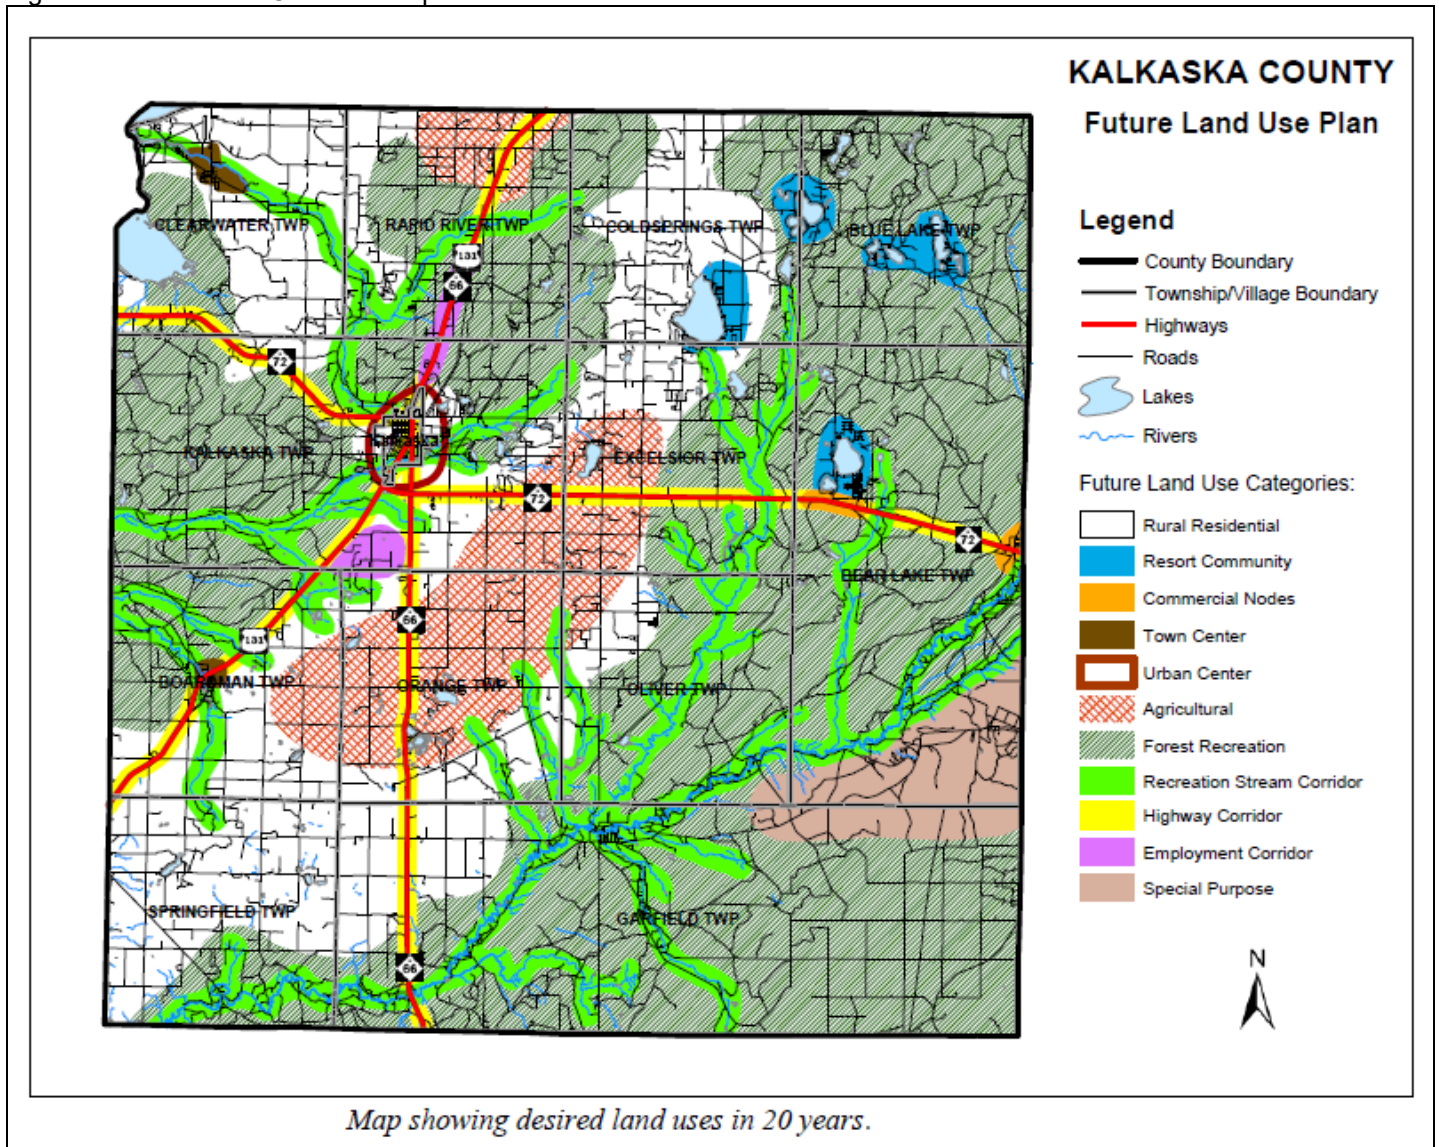 KALKASKA COUNTY
Future Land Use Plan
Legend
County Boundary
Township/Village Boundary
Highways
Roads
Lakes
Rivers
Future Land Use Categories:
Rural Residential
Resort Community
Commercial Nodes
Town Center
Urban Center
Agricultural
Forest Recreation
Recreation Stream Corridor
Highway Corridor
Employment Corridor
Special Purpose
N
CLEARWATER TWP
RAPID RIVER TWP
COLDSPRINGS TWP
BLUE LAKE TWP
131
66
72
KALKASKA TWP
Kalkaska
EXCELSIOR TWP
72
72
BEAR LAKE TWP
66
131
BOARDMAN TWP
ORANGE TWP
OLIVER TWP
SPRINGFIELD TWP
GARFIELD TWP
66
Map showing desired land uses in 20 years.